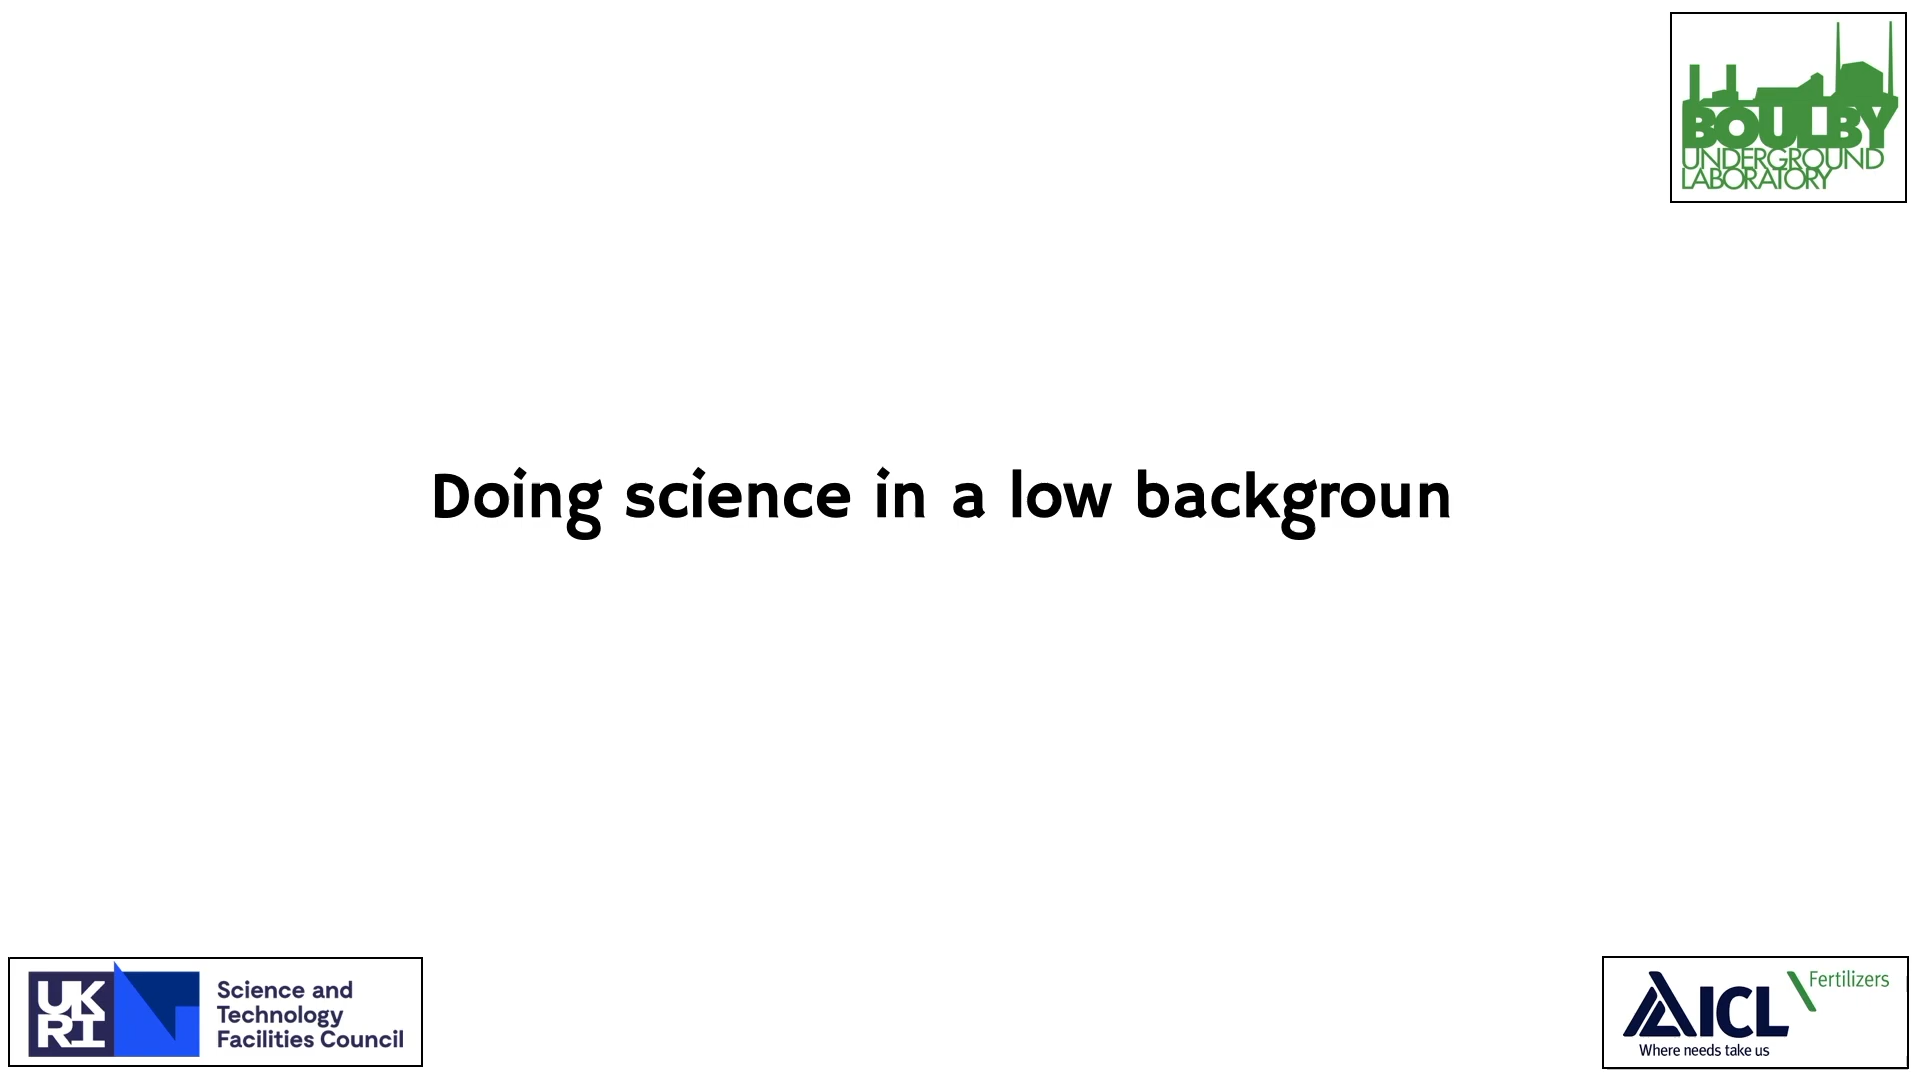 BOULBY
UNDERGROUND
LABORATORY
Doing science in a low backgroun
UK
RI
Science and
Technology
Facilities Council
ICL
Fertilizers
Where needs take us